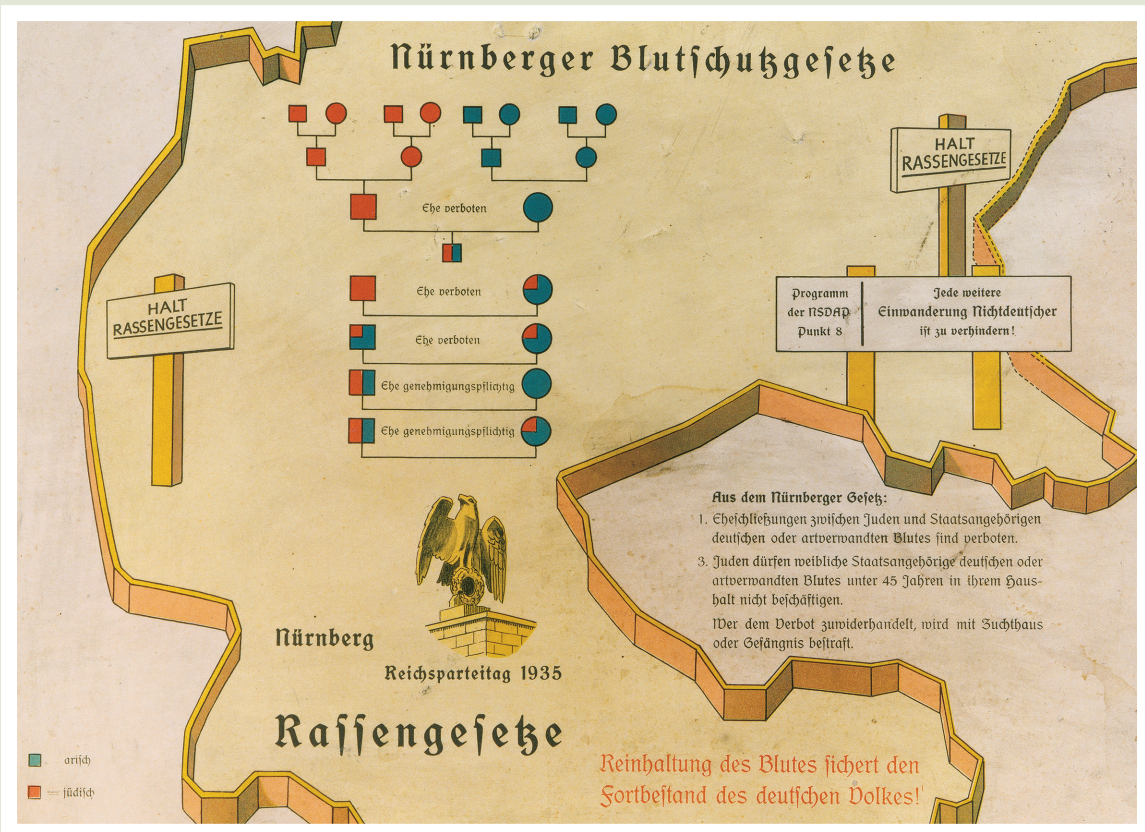 Nürnberger Blutschutzgesetze
HALT
RASSENGESETZE
HALT
RASSENGESETZE
Ehe verboten
Ehe verboten
Ehe verboten
Ehe genehmigungspflichtig
Ehe genehmigungspflichtig
Programm
der NSDAP
Punkt 8
Jede weitere
Einwanderung Nichtdeutscher
ist zu verhindern!
Aus dem Nürnberger Gesetz:
1. Eheschließungen zwischen Juden und Staatsangehörigen
deutschen oder artverwandten Blutes sind verboten.
3. Juden dürfen weibliche Staatsangehörige deutschen oder
artverwandten Blutes unter 45 Jahren in ihrem Haus-
halt nicht beschäftigen.
Wer dem Verbot zuwiderhandelt, wird mit Zuchthaus
oder Gefängnis bestraft.
Nürnberg
Reichsparteitag 1935
Rassengesetze
arisch
jüdisch
Reinhaltung des Blutes sichert den
Fortbestand des deutschen Volkes!